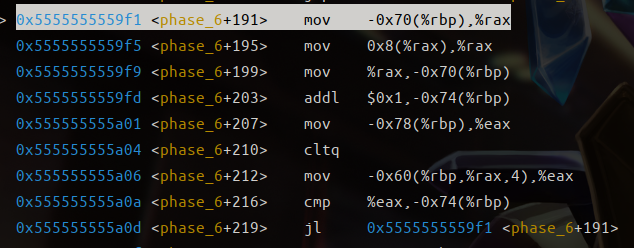 > 0x5555555559f1 <phase_6+191> mov -0x70(%rbp),%rax
0x5555555559f5 <phase_6+195> mov 0x8(%rax),%rax
0x5555555559f9 <phase_6+199> mov %rax,-0x70(%rbp)
0x5555555559fd <phase_6+203> addl $0x1,-0x74(%rbp)
0x555555555a01 <phase_6+207> mov -0x78(%rbp),%eax
0x555555555a04 <phase_6+210> cltq
0x555555555a06 <phase_6+212> mov -0x60(%rbp,%rax,4),%eax
0x555555555a0a <phase_6+216> cmp %eax,-0x74(%rbp)
0x555555555a0d <phase_6+219> jl 0x5555555559f1 <phase_6+191>